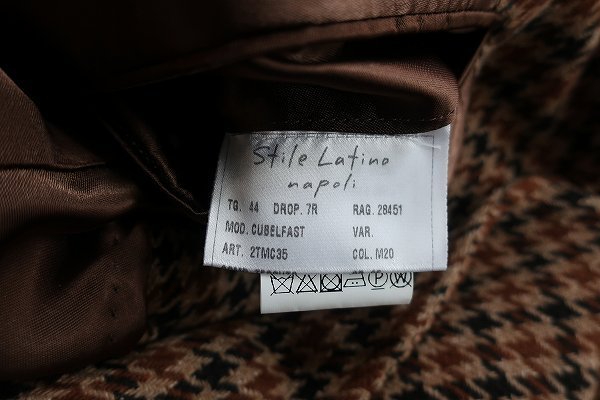 Stile Latino
napoli
TG. 44 DROP. 7R RAG. 28451
MOD. CUBELFAST VAR.
ART. 2TMC35 COL. M20
P W